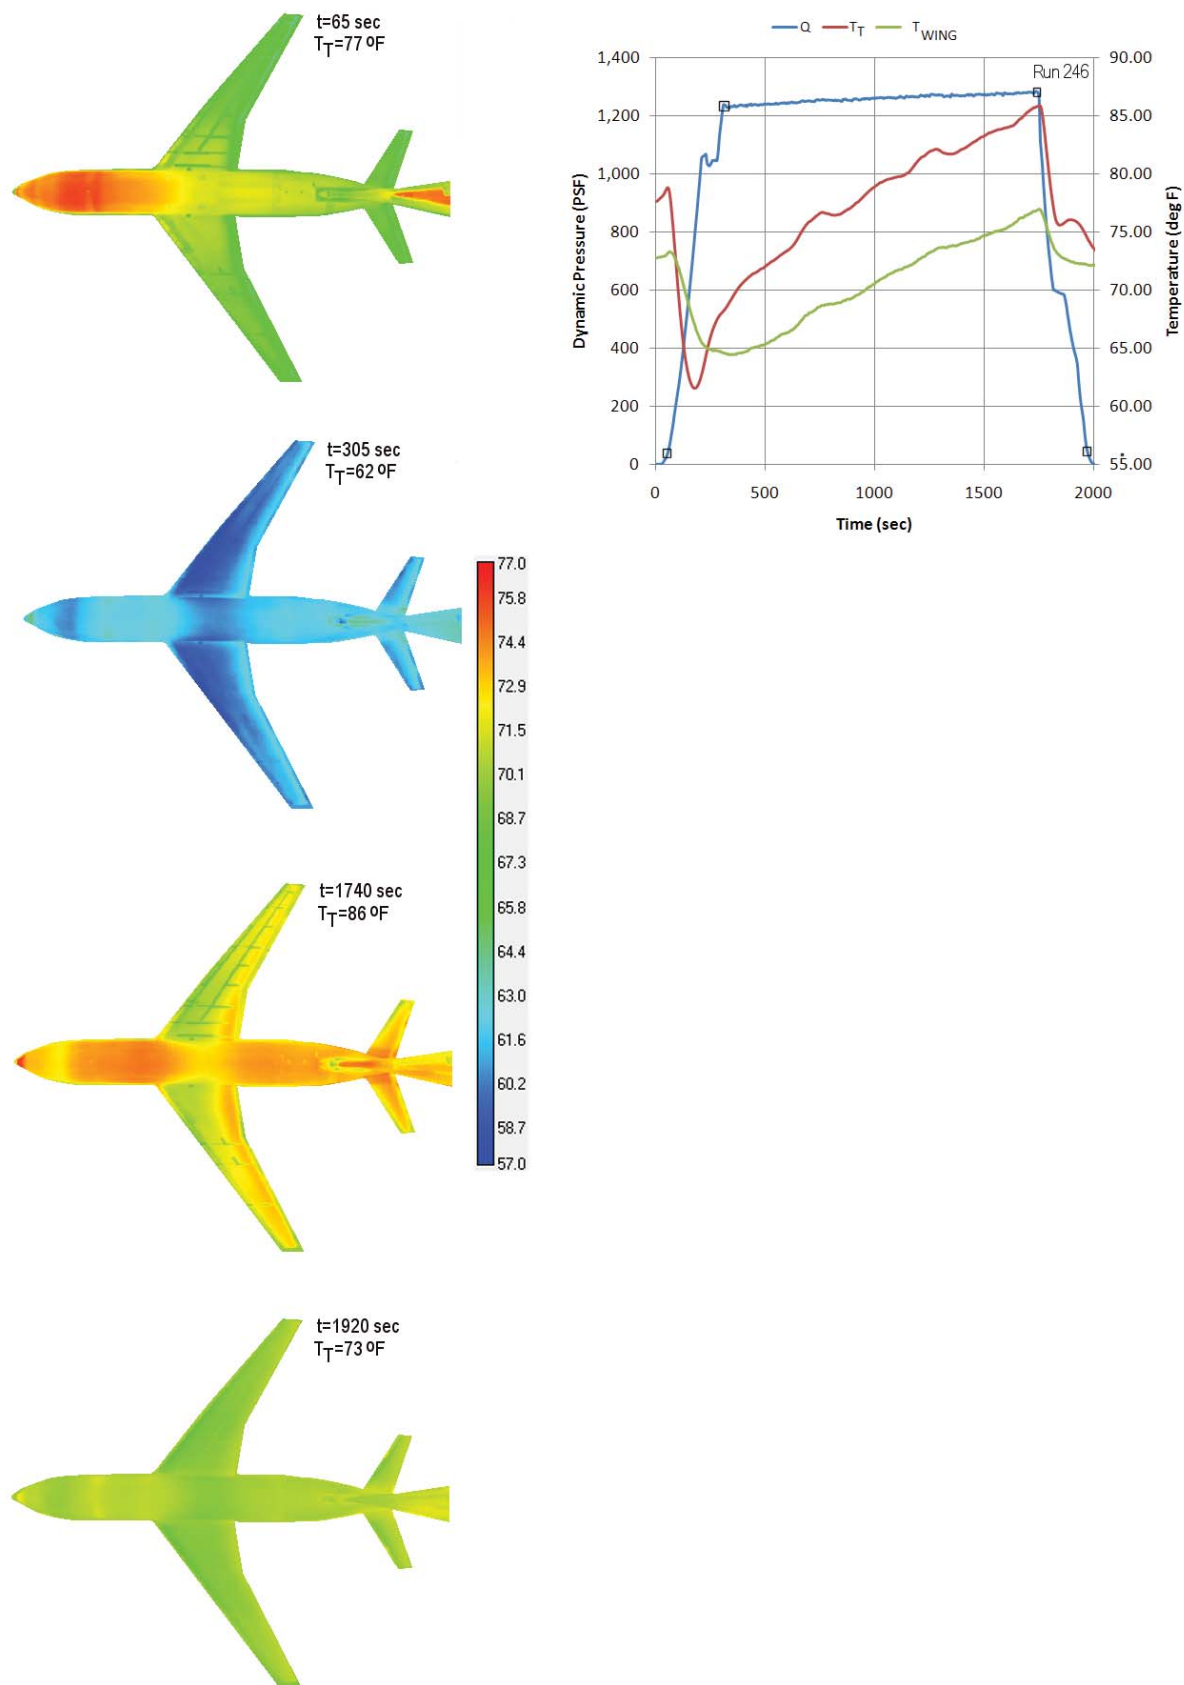 t=65 sec
TT=77 ºF
Q TT TWING
1,400
1,200
1,000
800
600
400
200
0
Dynamic Pressure (PSF)
Run 246
90.00
85.00
80.00
75.00
70.00
65.00
60.00
55.00
Temperature (deg F)
0 500 1000 1500 2000
Time (sec)
t=305 sec
TT=62 ºF
77.0
75.8
74.4
72.9
71.5
70.1
68.7
67.3
65.8
64.4
63.0
61.6
60.2
58.7
57.0
t=1740 sec
TT=86 ºF
t=1920 sec
TT=73 ºF